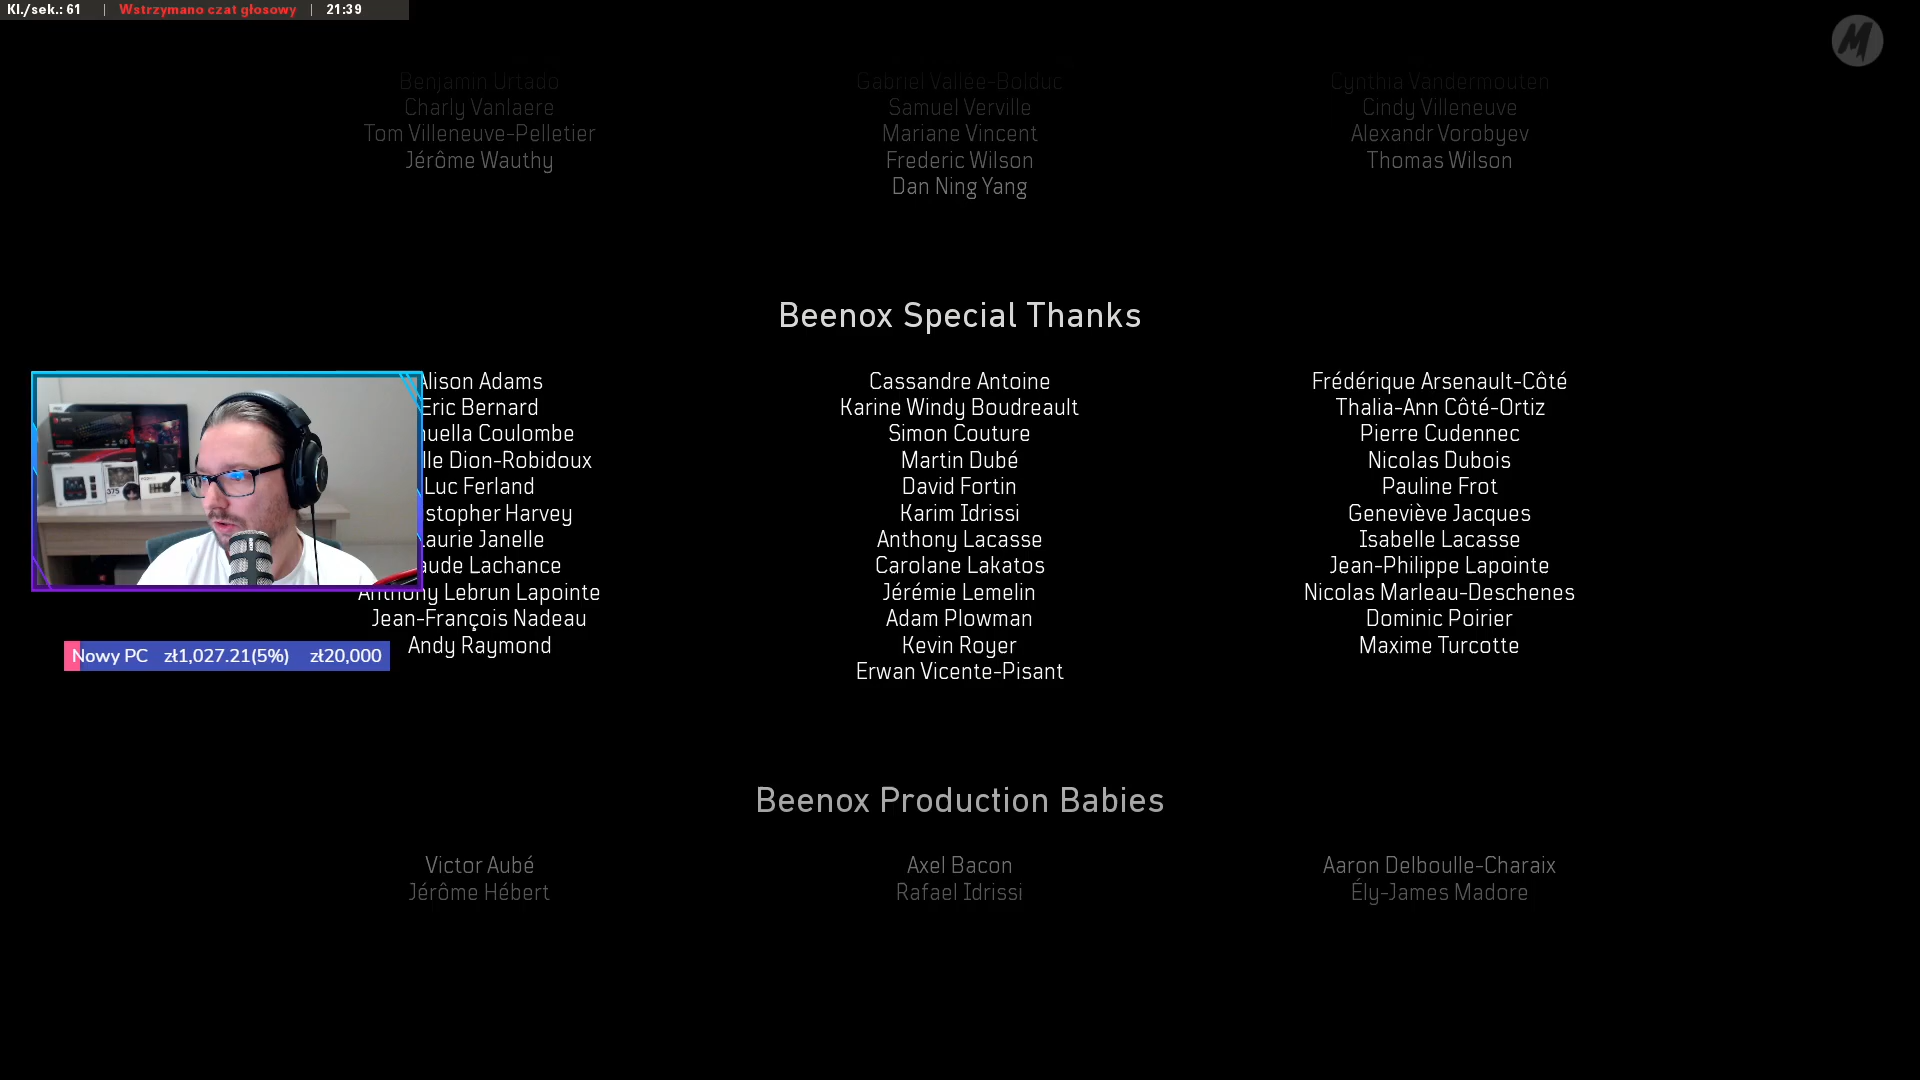 Kl./sek.: 61 | Wstrzymano czat głosowy | 21:39
Benjamin Urtado
Charly Vanlaere
Tom Villeneuve-Pelletier
Jérôme Wauthy
Gabriel Vallée-Bolduc
Samuel Verville
Mariane Vincent
Frederic Wilson
Dan Ning Yang
Cynthia Vandermouten
Cindy Villeneuve
Alexandr Vorobyev
Thomas Wilson
Beenox Special Thanks
Alison Adams
Eric Bernard
Coulombe
Dion-Robidoux
Luc Ferland
Harvey
Laurie Janelle
Lachance
Anthony Lebrun Lapointe
Jean-François Nadeau
Andy Raymond
Cassandre Antoine
Karine Windy Boudreault
Simon Couture
Martin Dubé
David Fortin
Karim Idrissi
Anthony Lacasse
Carolane Lakatos
Jérémie Lemelin
Adam Plowman
Kevin Royer
Erwan Vicente-Pisant
Frédérique Arsenault-Côté
Thalia-Ann Côté-Ortiz
Pierre Cudennec
Nicolas Dubois
Pauline Frot
Geneviève Jacques
Isabelle Lacasse
Jean-Philippe Lapointe
Nicolas Marleau-Deschenes
Dominic Poirier
Maxime Turcotte
Nowy PC zł1,027.21(5%) zł20,000
Beenox Production Babies
Victor Aubé
Jérôme Hébert
Axel Bacon
Rafael Idrissi
Aaron Delboulle-Charaix
Ély-James Madore